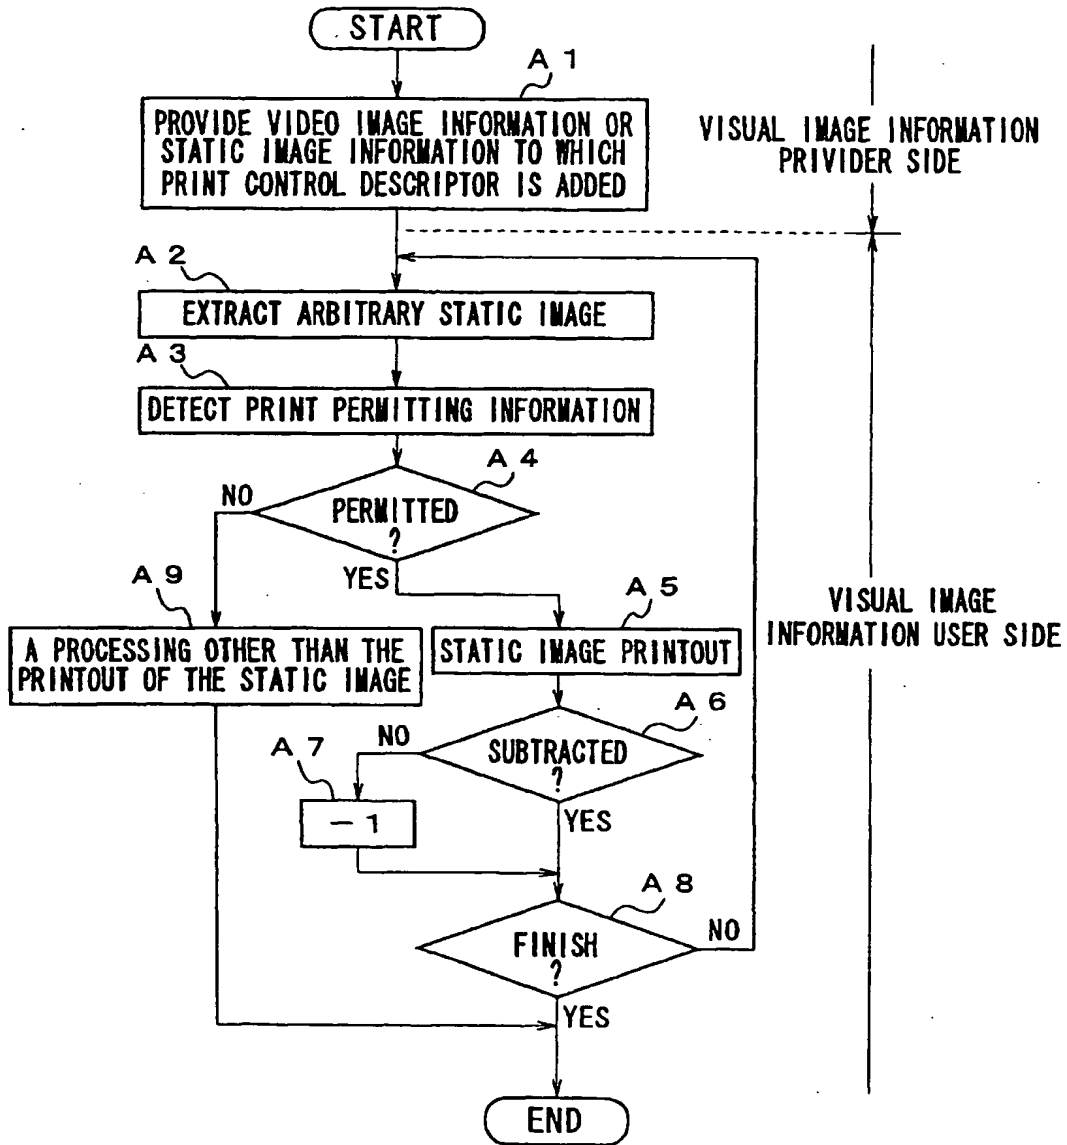 START
A 1
PROVIDE VIDEO IMAGE INFORMATION OR
STATIC IMAGE INFORMATION TO WHICH
PRINT CONTROL DESCRIPTOR IS ADDED
VISUAL IMAGE INFORMATION
PROVIDER SIDE
A 2
EXTRACT ARBITRARY STATIC IMAGE
A 3
DETECT PRINT PERMITTING INFORMATION
A 4
NO
PERMITTED
?
YES
A 9
A PROCESSING OTHER THAN THE
PRINTOUT OF THE STATIC IMAGE
A 5
STATIC IMAGE PRINTOUT
VISUAL IMAGE
INFORMATION USER SIDE
A 6
NO
SUBTRACTED
?
YES
A 7
－1
A 8
FINISH
?
NO
YES
END